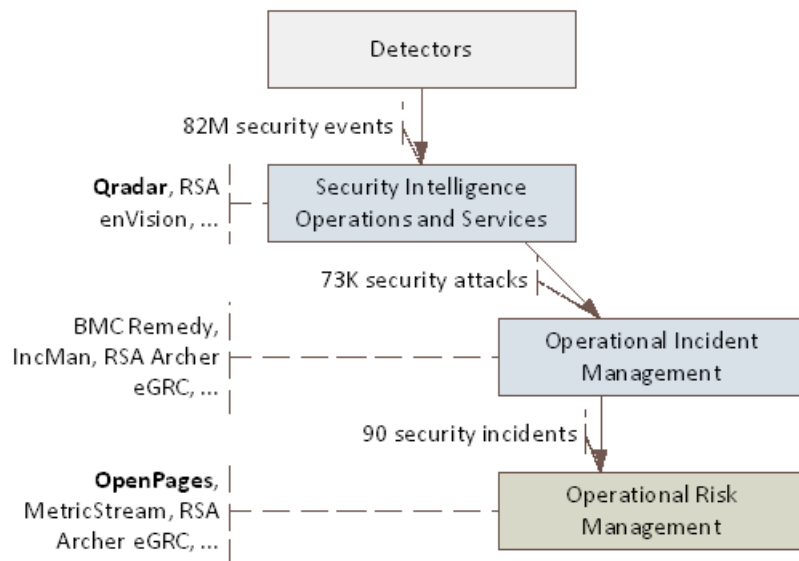 Detectors
82M security events
Qradar, RSA
enVision, ...
Security Intelligence
Operations and Services
73K security attacks
BMC Remedy,
IncMan, RSA Archer
eGRC, ...
Operational Incident
Management
90 security incidents
OpenPages,
MetricStream, RSA
Archer eGRC, ...
Operational Risk
Management